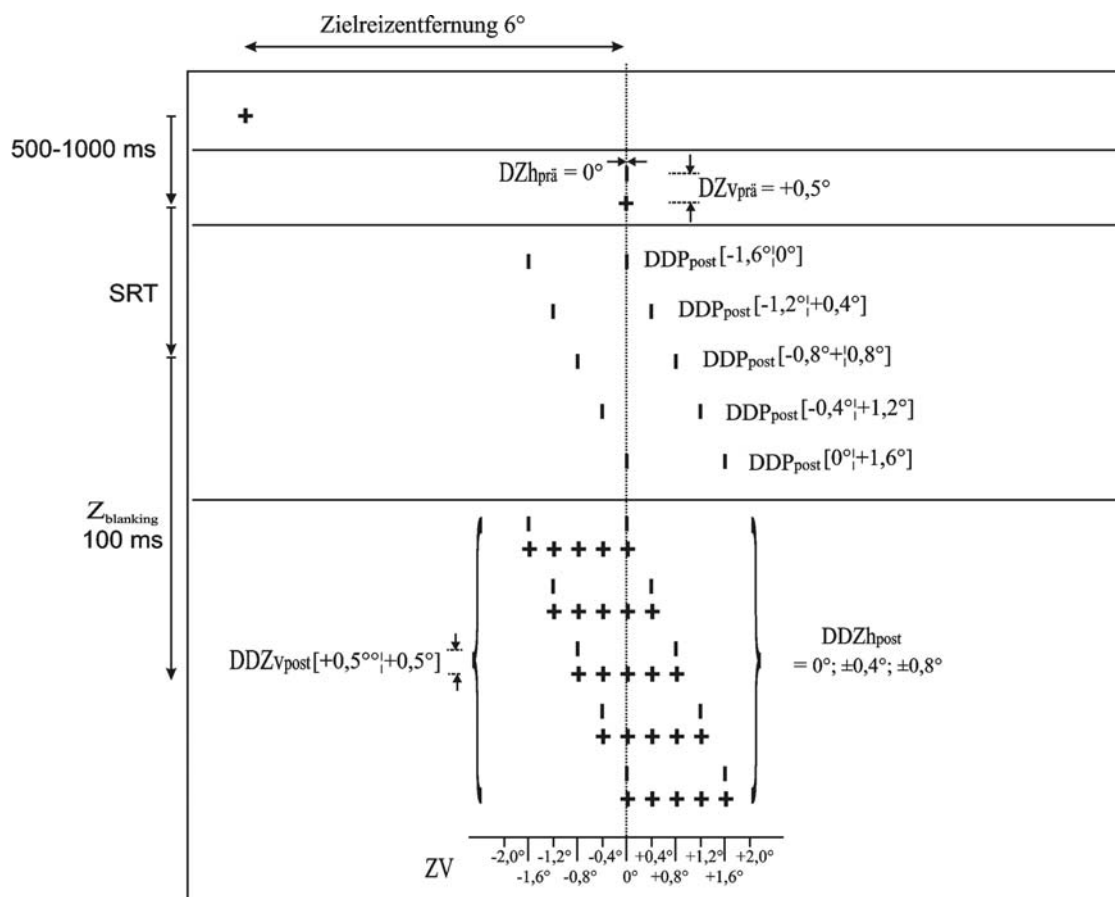 Zielreizentfernung 6°
500-1000 ms
DZhprä = 0°
DZvprä = +0,5°
SRT
DDPpost [-1,6°¦0°]
DDPpost [-1,2°¦+0,4°]
DDPpost [-0,8°+¦0,8°]
DDPpost [-0,4°¦+1,2°]
DDPpost [0°¦+1,6°]
Zblanking
100 ms
DDZvpost[+0,5°°¦+0,5°]
DDZhpost
= 0°; ±0,4°; ±0,8°
ZV
-2,0° -1,2° -0,4° +0,4° +1,2° +2,0°
-1,6° -0,8° 0° +0,8° +1,6°